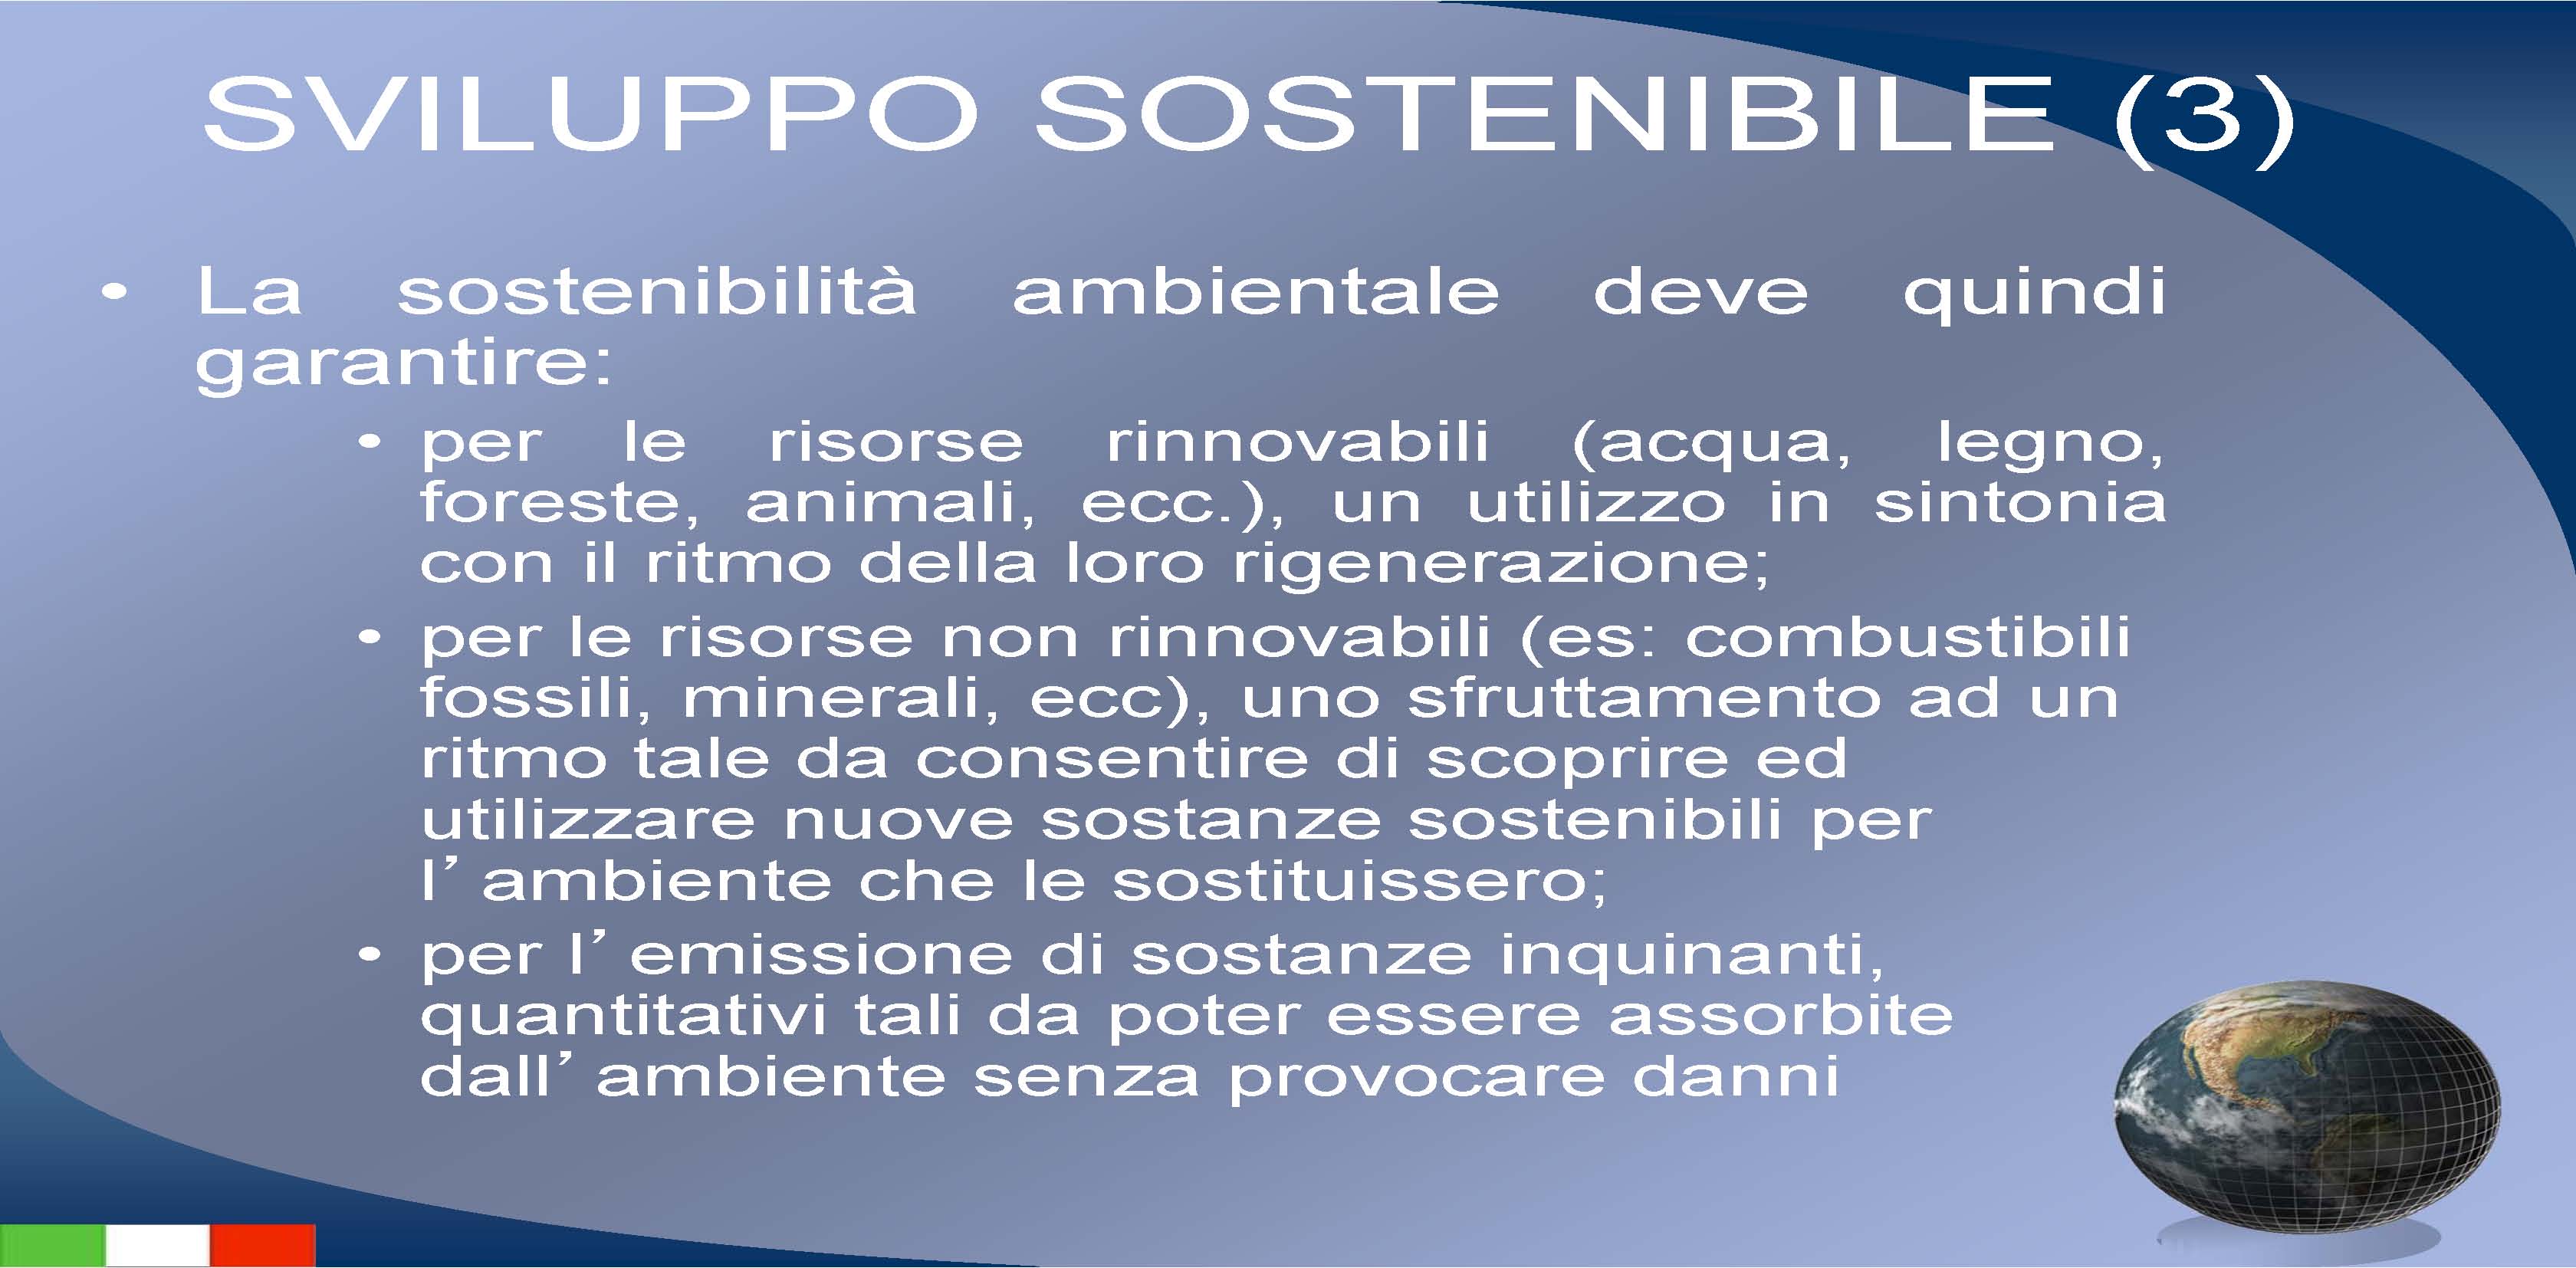 SVILUPPO SOSTENIBILE (3)
• La sostenibilità ambientale deve quindi
garantire:
• per le risorse rinnovabili (acqua, legno,
foreste, animali, ecc.), un utilizzo in sintonia
con il ritmo della loro rigenerazione;
• per le risorse non rinnovabili (es: combustibili
fossili, minerali, ecc), uno sfruttamento ad un
ritmo tale da consentire di scoprire ed
utilizzare nuove sostanze sostenibili per
l’ambiente che le sostituissero;
• per l’emissione di sostanze inquinanti,
quantitativi tali da poter essere assorbite
dall’ambiente senza provocare danni